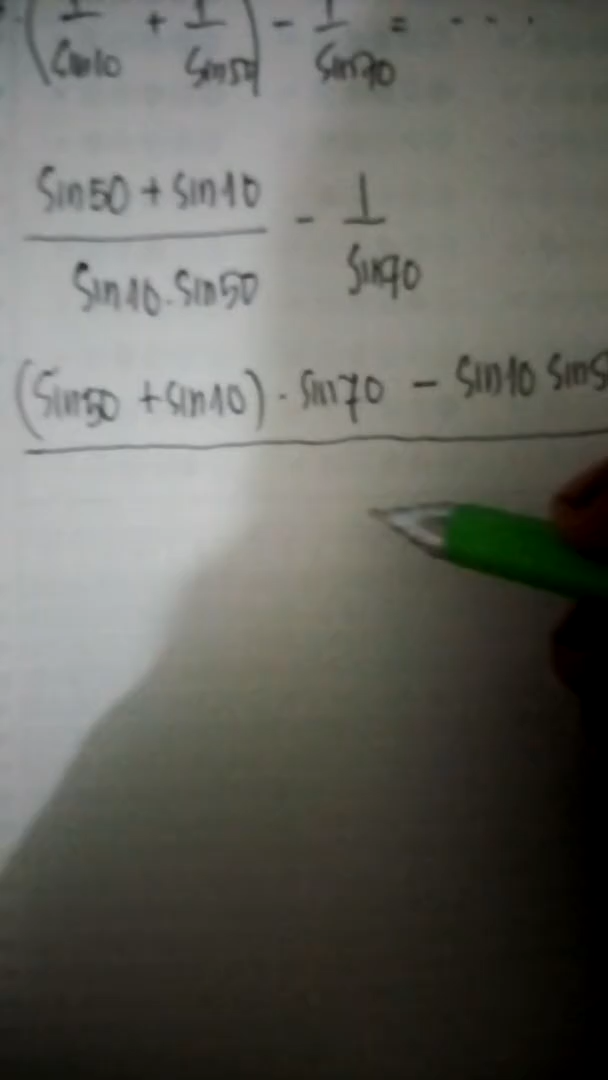 (1/sin10 + 1/sin50) - 1/sin70 = ....
(sin50 + sin10)/(sin10.sin50) - 1/sin70
(sin50 + sin10) . sin70 - sin10 sin5